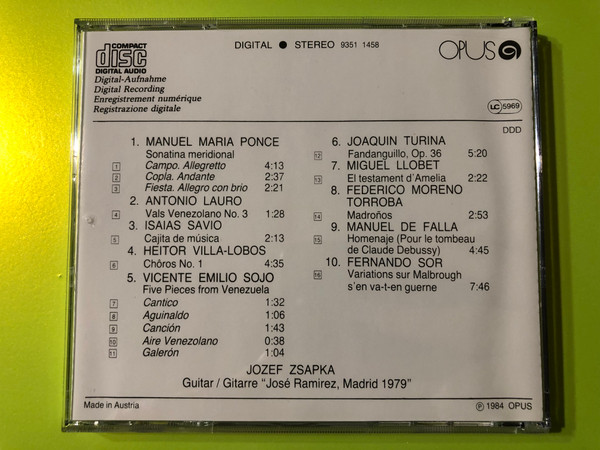 COMPACT
disc
DIGITAL AUDIO
Digital-Aufnahme
Digital Recording
Enregistrement numérique
Registrazione digitale
DIGITAL ● STEREO 9351 1458
OPUS
LC 5969
DDD
1. MANUEL MARIA PONCE
Sonatina meridional
1 Campo. Allegretto 4:13
2 Copla. Andante 2:37
3 Fiesta. Allegro con brio 2:21
2. ANTONIO LAURO
4 Vals Venezolano No. 3 1:28
3. ISAIAS SAVIO
5 Cajita de música 2:13
4. HEITOR VILLA-LOBOS
6 Chôros No. 1 4:35
5. VICENTE EMILIO SOJO
Five Pieces from Venezuela
7 Cantico 1:32
8 Aguinaldo 1:06
9 Canción 1:43
10 Aire Venezolano 0:38
11 Galerón 1:04
6. JOAQUIN TURINA
12 Fandanguillo, Op. 36 5:20
7. MIGUEL LLOBET
13 El testament d'Amelia 2:22
8. FEDERICO MORENO
TORROBA
14 Madroños 2:53
9. MANUEL DE FALLA
15 Homenaje (Pour le tombeau
de Claude Debussy) 4:45
10. FERNANDO SOR
16 Variations sur Malbrough
s'en va-t-en guerne 7:46
JOZEF ZSAPKA
Guitar / Gitarre "José Ramirez, Madrid 1979"
Made in Austria
℗ 1984 OPUS